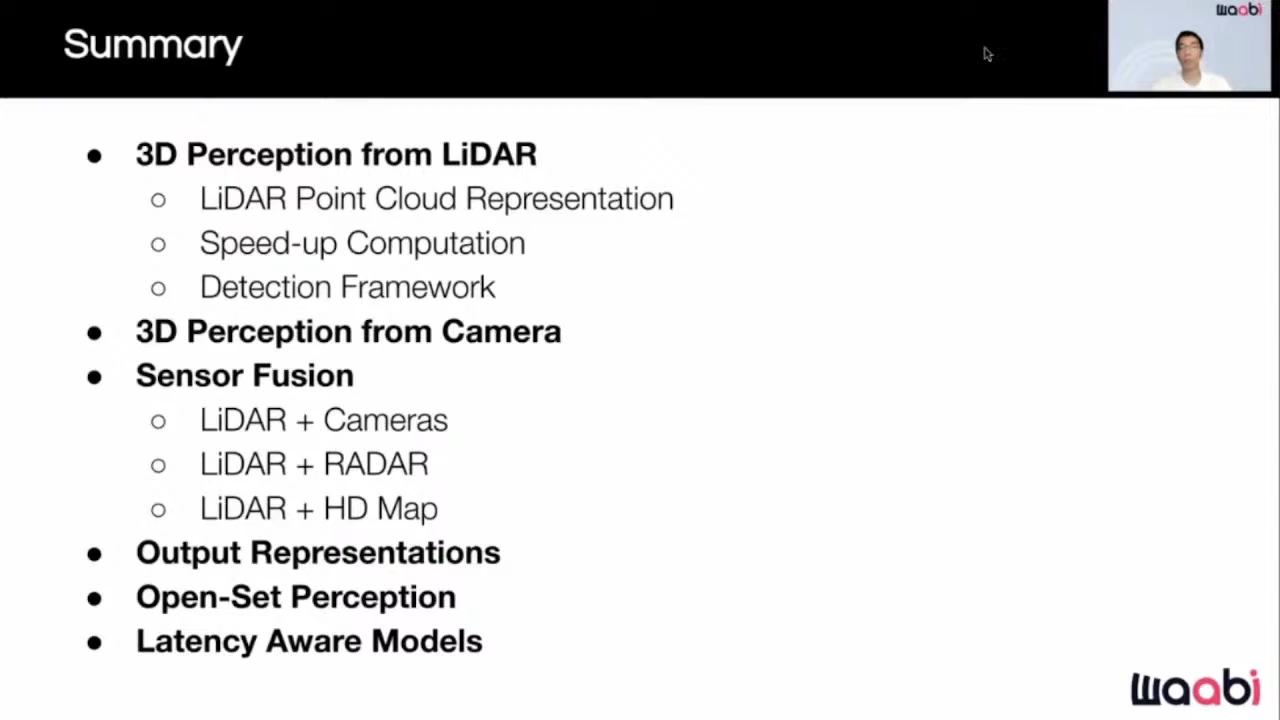 Summary
waabi
● 3D Perception from LiDAR
○ LiDAR Point Cloud Representation
○ Speed-up Computation
○ Detection Framework
● 3D Perception from Camera
● Sensor Fusion
○ LiDAR + Cameras
○ LiDAR + RADAR
○ LiDAR + HD Map
● Output Representations
● Open-Set Perception
● Latency Aware Models
waabi